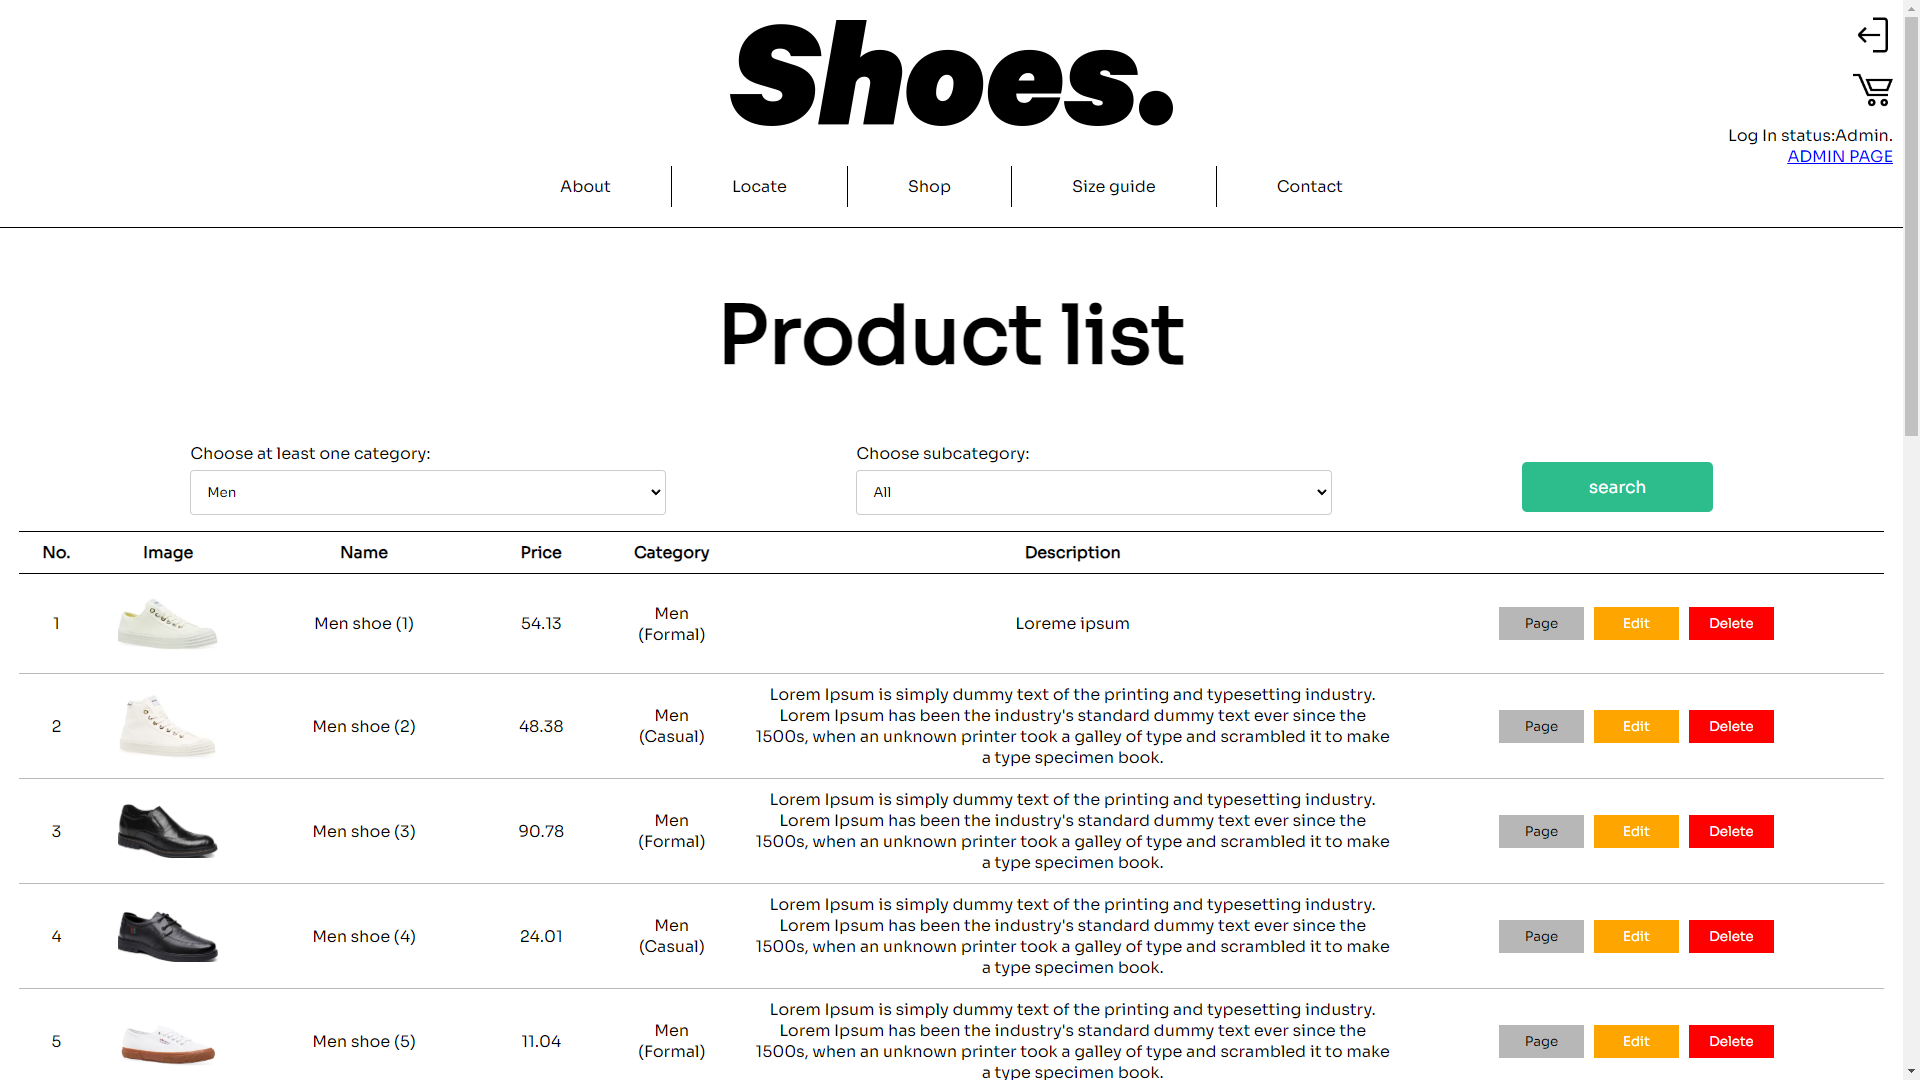 Shoes.
Log In status:Admin.
ADMIN PAGE
About
Locate
Shop
Size guide
Contact
Product list
Choose at least one category:
Choose subcategory:
Men
All
search
No. Image Name Price Category Description
1 Men shoe (1) 54.13 Men
(Formal) Loreme ipsum Page Edit Delete
2 Men shoe (2) 48.38 Men
(Casual)
Lorem Ipsum is simply dummy text of the printing and typesetting industry.
Lorem Ipsum has been the industry's standard dummy text ever since the
1500s, when an unknown printer took a galley of type and scrambled it to make
a type specimen book.
Page Edit Delete
3 Men shoe (3) 90.78 Men
(Formal)
Lorem Ipsum is simply dummy text of the printing and typesetting industry.
Lorem Ipsum has been the industry's standard dummy text ever since the
1500s, when an unknown printer took a galley of type and scrambled it to make
a type specimen book.
Page Edit Delete
4 Men shoe (4) 24.01 Men
(Casual)
Lorem Ipsum is simply dummy text of the printing and typesetting industry.
Lorem Ipsum has been the industry's standard dummy text ever since the
1500s, when an unknown printer took a galley of type and scrambled it to make
a type specimen book.
Page Edit Delete
5 Men shoe (5) 11.04 Men
(Formal)
Lorem Ipsum is simply dummy text of the printing and typesetting industry.
Lorem Ipsum has been the industry's standard dummy text ever since the
1500s, when an unknown printer took a galley of type and scrambled it to make
a type specimen book.
Page Edit Delete